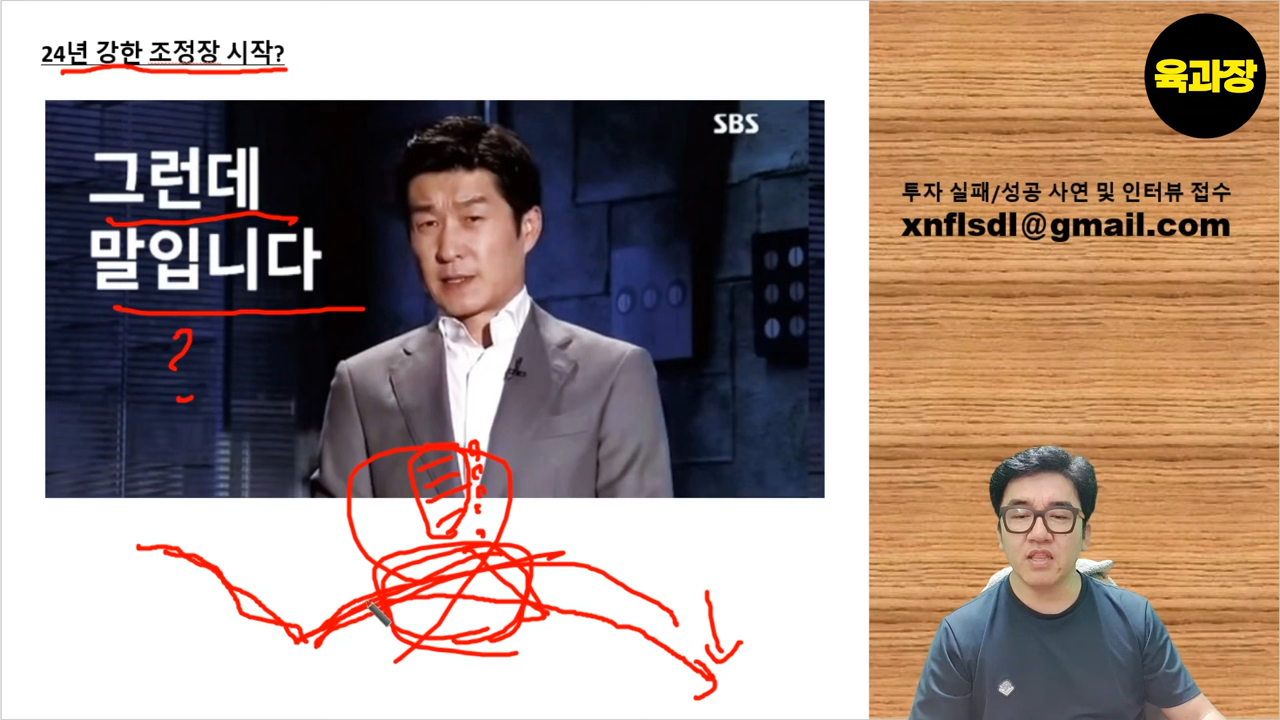 24년 강한 조정장 시작?
SBS
그런데
말입니다
?
육과장
투자 실패/성공 사연 및 인터뷰 접수
xnflsdl@gmail.com